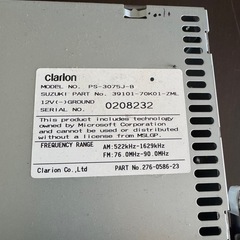 clarion
MODEL NO. PS-3075J-B
SUZUKI PART No. 39101-70K01-ZML
12V(-)GROUND
SERIAL NO. 0208232
This product includes technology
owned by Microsoft Corporation
and cannot be used or distributed
without a license from MSLGP.
FREQUENCY RANGE AM:522kHz-1629kHz
FM:76.0MHz-90.0MHz
Clarion Co.,Ltd PART No.276-0586-23